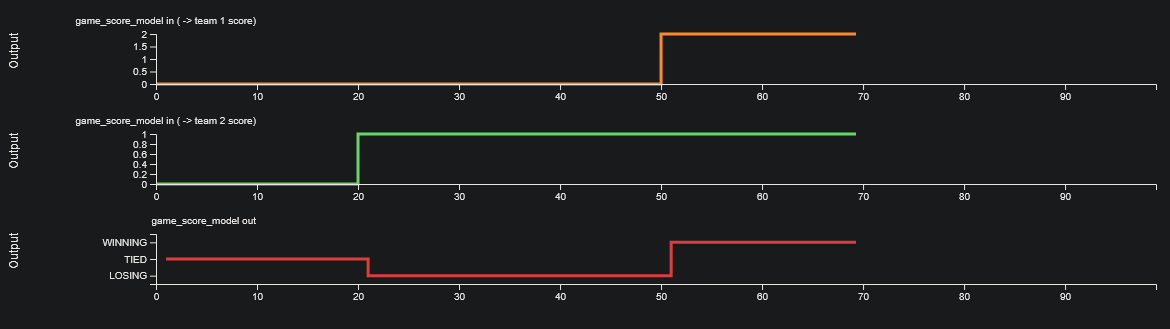 game_score_model in ( -> team 1 score)
Output
2
1.5
1
0.5
0
0 10 20 30 40 50 60 70 80 90
game_score_model in ( -> team 2 score)
Output
1
0.8
0.6
0.4
0.2
0
0 10 20 30 40 50 60 70 80 90
game_score_model out
Output
WINNING
TIED
LOSING
0 10 20 30 40 50 60 70 80 90